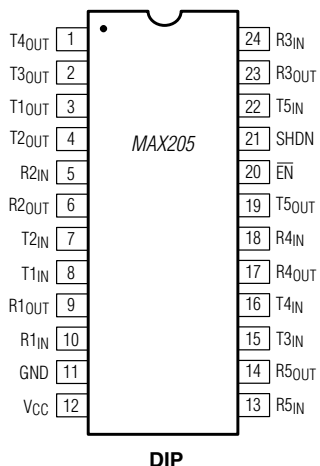 T4OUT 1 24 R3IN
T3OUT 2 23 R3OUT
T1OUT 3 22 T5IN
T2OUT 4 MAX205 21 SHDN
R2IN 5 20 E̅N̅
R2OUT 6 19 T5OUT
T2IN 7 18 R4IN
T1IN 8 17 R4OUT
R1OUT 9 16 T4IN
R1IN 10 15 T3IN
GND 11 14 R5OUT
VCC 12 13 R5IN
DIP